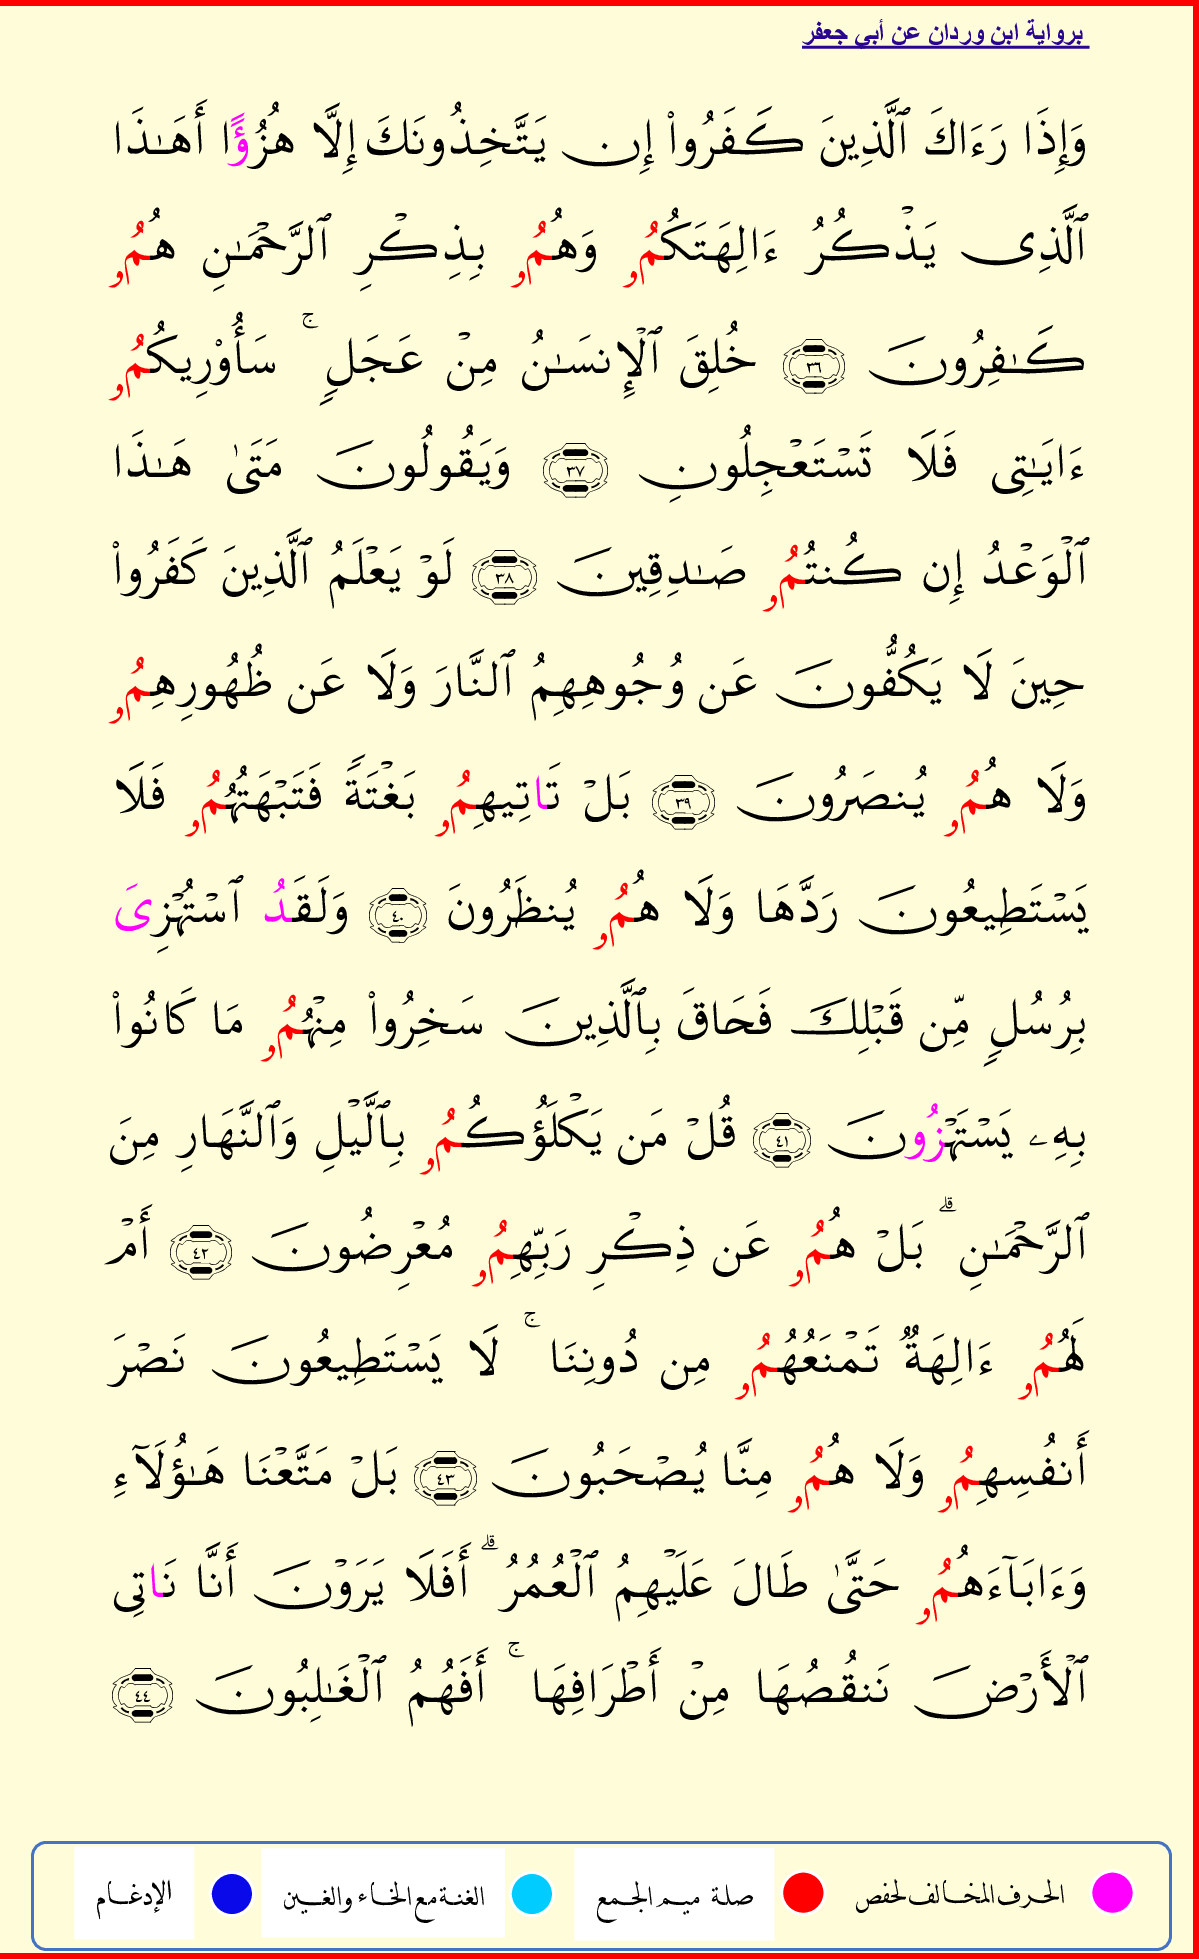 برواية ابن وردان عن أبي جعفر
وَإِذَا رَءَاكَ ٱلَّذِينَ كَفَرُوا۟ إِن يَتَّخِذُونَكَ إِلَّا هُزُؤًا أَهَـٰذَا
ٱلَّذِى يَذْكُرُ ءَالِهَتَكُمُۥ وَهُمُۥ بِذِكْرِ ٱلرَّحْمَـٰنِ هُمُۥ
كَـٰفِرُونَ ٣٦ خُلِقَ ٱلْإِنسَـٰنُ مِنْ عَجَلٍ ۚ سَأُو۟رِيكُمُۥ
ءَايَـٰتِى فَلَا تَسْتَعْجِلُونِ ٣٧ وَيَقُولُونَ مَتَىٰ هَـٰذَا
ٱلْوَعْدُ إِن كُنتُمُۥ صَـٰدِقِينَ ٣٨ لَوْ يَعْلَمُ ٱلَّذِينَ كَفَرُوا۟
حِينَ لَا يَكُفُّونَ عَن وُجُوهِهِمُ ٱلنَّارَ وَلَا عَن ظُهُورِهِمُۥ
وَلَا هُمُۥ يُنصَرُونَ ٣٩ بَلْ تَاتِيهِمُۥ بَغْتَةً فَتَبْهَتُهُمُۥ فَلَا
يَسْتَطِيعُونَ رَدَّهَا وَلَا هُمُۥ يُنظَرُونَ ٤٠ وَلَقَدُ ٱسْتُهْزِىَ
بِرُسُلٍ مِّن قَبْلِكَ فَحَاقَ بِٱلَّذِينَ سَخِرُوا۟ مِنْهُمُۥ مَا كَانُوا۟
بِهِۦ يَسْتَهْزُونَ ٤١ قُلْ مَن يَكْلَؤُكُمُۥ بِٱلَّيْلِ وَٱلنَّهَارِ مِنَ
ٱلرَّحْمَـٰنِ ۗ بَلْ هُمُۥ عَن ذِكْرِ رَبِّهِمُۥ مُعْرِضُونَ ٤٢ أَمْ
لَهُمُۥ ءَالِهَةٌ تَمْنَعُهُمُۥ مِن دُونِنَا ۚ لَا يَسْتَطِيعُونَ نَصْرَ
أَنفُسِهِمُۥ وَلَا هُمُۥ مِنَّا يُصْحَبُونَ ٤٣ بَلْ مَتَّعْنَا هَـٰؤُلَآءِ
وَءَابَآءَهُمُۥ حَتَّىٰ طَالَ عَلَيْهِمُ ٱلْعُمُرُ ۗ أَفَلَا يَرَوْنَ أَنَّا نَاتِى
ٱلْأَرْضَ نَنقُصُهَا مِنْ أَطْرَافِهَا ۚ أَفَهُمُ ٱلْغَـٰلِبُونَ ٤٤
الحرف المخالف لحفص صلة ميم الجمع الغنة مع الخاء والغين الإدغام